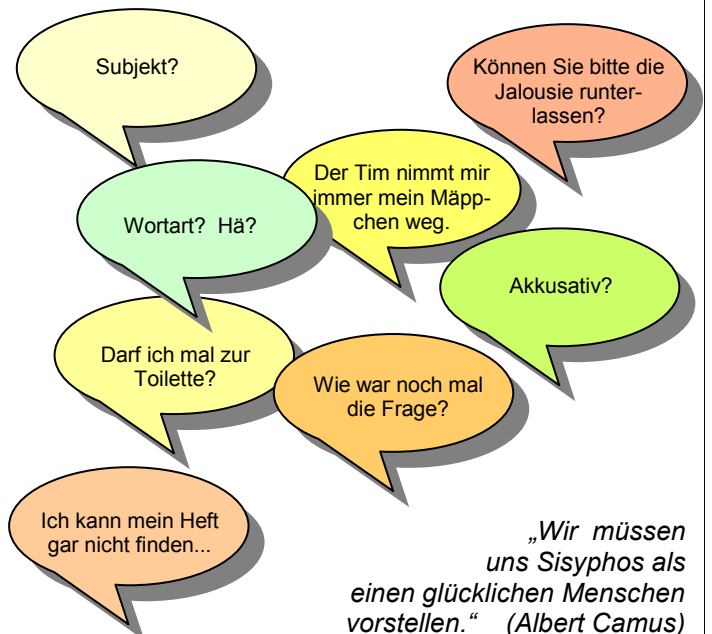 Subjekt?
Können Sie bitte die
Jalousie runter-
lassen?
Der Tim nimmt mir
immer mein Mäpp-
chen weg.
Wortart?  Hä?
Akkusativ?
Darf ich mal zur
Toilette?
Wie war noch mal
die Frage?
Ich kann mein Heft
gar nicht finden...
„Wir  müssen
uns Sisyphos als
einen glücklichen Menschen
vorstellen.“    (Albert Camus)